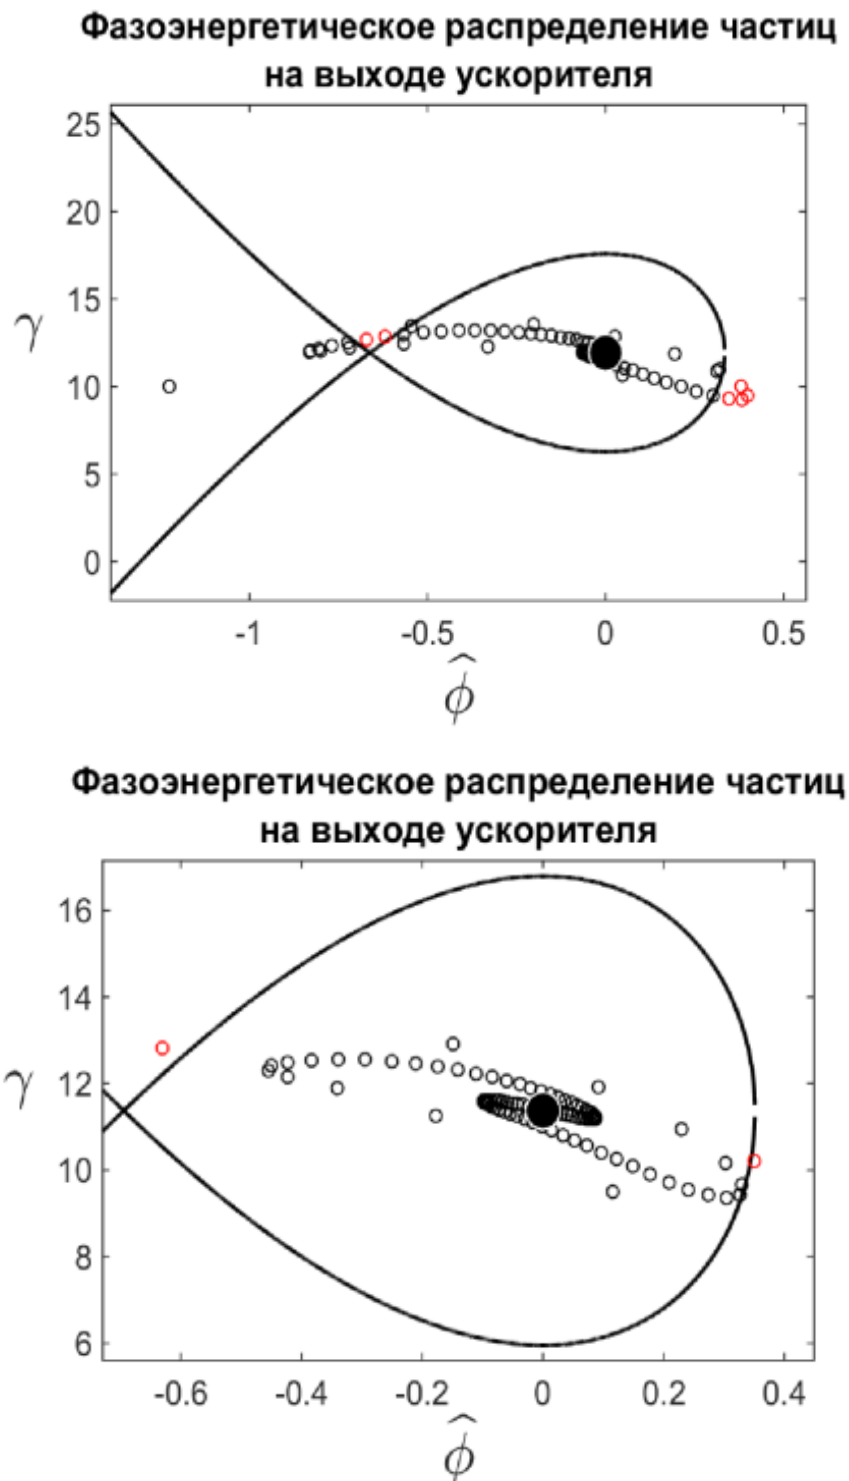 Фазоэнергетическое распределение частиц
на выходе ускорителя
25
20
15
10
5
0
γ
-1 -0.5 0 0.5
ϕ̂
Фазоэнергетическое распределение частиц
на выходе ускорителя
16
14
12
10
8
6
γ
-0.6 -0.4 -0.2 0 0.2 0.4
ϕ̂